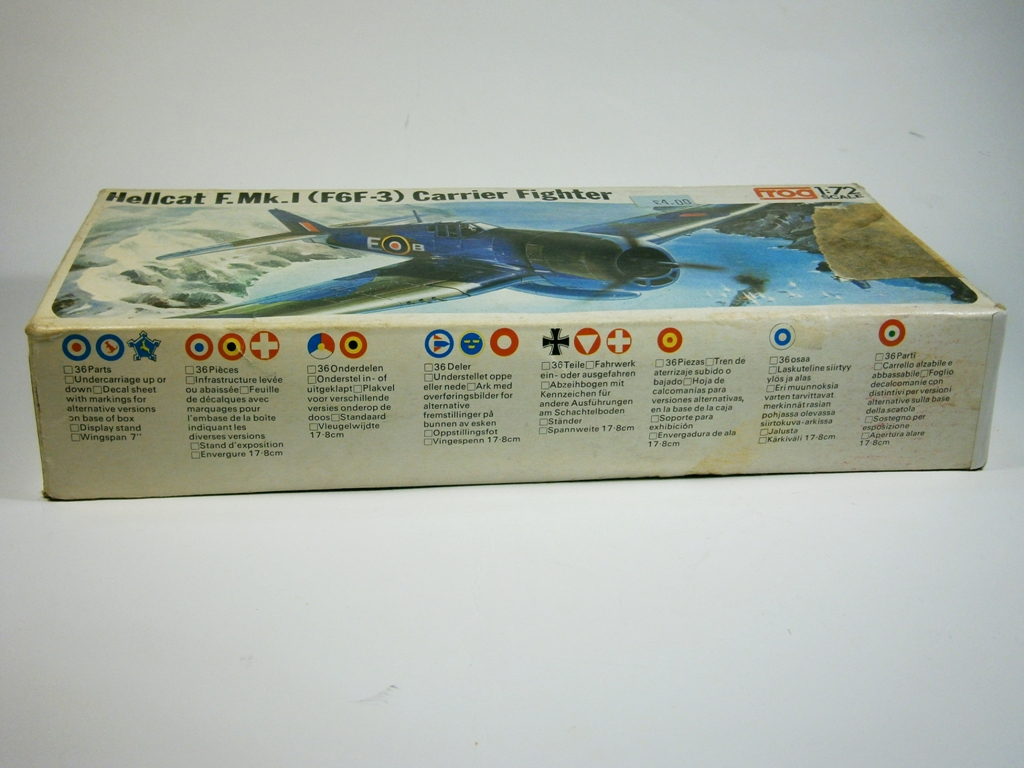 Hellcat F.Mk.I (F6F-3) Carrier Fighter
£4.00
FROG
1:72
SCALE
E B
36 Parts
Undercarriage up or
down Decal sheet
with markings for
alternative versions
on base of box
Display stand
Wingspan 7"
36 Pièces
Infrastructure levée
ou abaissée Feuille
de décalques avec
marquages pour
l'embase de la boîte
indiquant les
diverses versions
Stand d'exposition
Envergure 17·8cm
36 Onderdelen
Onderstel in- of
uitgeklapt Plakvel
voor verschillende
versies onderop de
doos Standaard
Vleugelwijdte
17·8cm
36 Deler
Understellet oppe
eller nede Ark med
overføringsbilder for
alternative
fremstillinger på
bunnen av esken
Oppstillingsfot
Vingespenn 17·8cm
36 Teile Fahrwerk
ein- oder ausgefahren
Abzeihbogen mit
Kennzeichen für
andere Ausführungen
am Schachtelboden
Ständer
Spannweite 17·8cm
36 Piezas Tren de
aterrizaje subido o
bajado Hoja de
calcomanías para
versiones alternativas,
en la base de la caja
Soporte para
exhibición
Envergadura de ala
17·8cm
36 osaa
Laskuteline siirtyy
ylös ja alas
Eri muunnoksia
varten tarvittavat
merkinnät rasian
pohjassa olevassa
siirtokuva-arkissa
Jalusta
Kärkiväli 17·8cm
36 Parti
Carrello alzabile e
abbassabile Foglio
decalcomanie con
distintivi per versioni
alternative sulla base
della scatola
Sostegno per
esposizione
Apertura alare
17·8cm